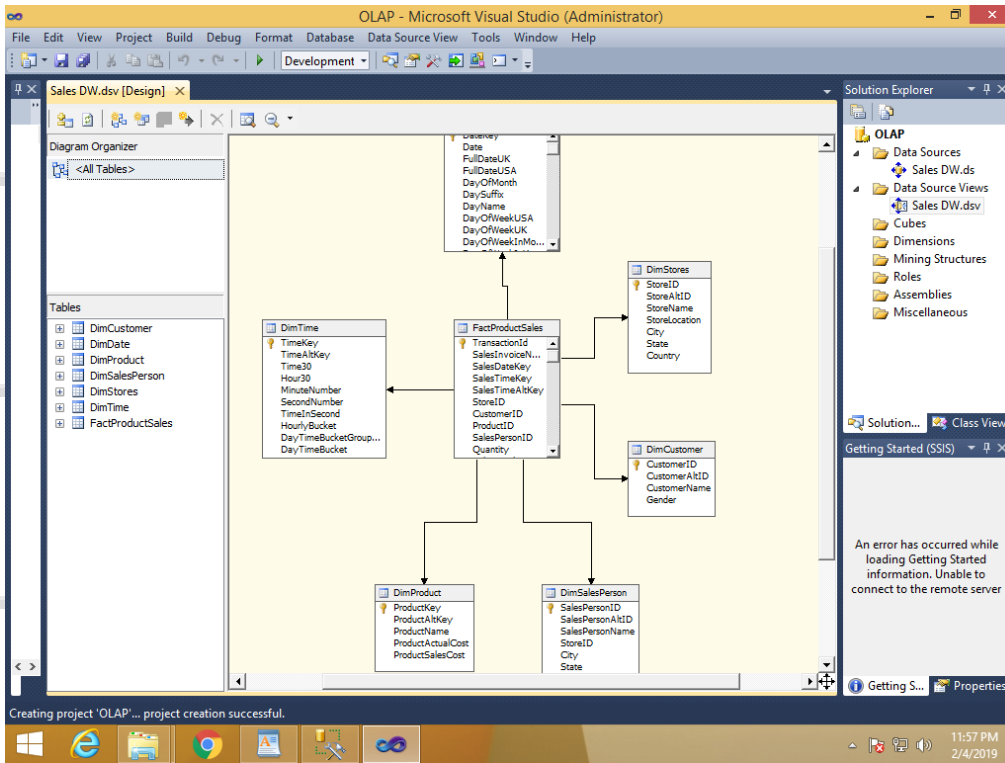 OLAP - Microsoft Visual Studio (Administrator)
File Edit View Project Build Debug Format Database Data Source View Tools Window Help
Development
Sales DW.dsv [Design]
Diagram Organizer
<All Tables>
Tables
DimCustomer
DimDate
DimProduct
DimSalesPerson
DimStores
DimTime
FactProductSales
DateKey
Date
FullDateUK
FullDateUSA
DayOfMonth
DaySuffix
DayName
DayOfWeekUSA
DayOfWeekUK
DayOfWeekInMo...
DimStores
StoreID
StoreAltID
StoreName
StoreLocation
City
State
Country
DimTime
TimeKey
TimeAltKey
Time30
Hour30
MinuteNumber
SecondNumber
TimeInSecond
HourlyBucket
DayTimeBucketGroup...
DayTimeBucket
FactProductSales
TransactionId
SalesInvoiceN...
SalesDateKey
SalesTimeKey
SalesTimeAltKey
StoreID
CustomerID
ProductID
SalesPersonID
Quantity
DimCustomer
CustomerID
CustomerAltID
CustomerName
Gender
DimProduct
ProductKey
ProductAltKey
ProductName
ProductActualCost
ProductSalesCost
DimSalesPerson
SalesPersonID
SalesPersonAltID
SalesPersonName
StoreID
City
State
Solution Explorer
OLAP
Data Sources
Sales DW.ds
Data Source Views
Sales DW.dsv
Cubes
Dimensions
Mining Structures
Roles
Assemblies
Miscellaneous
Solution... Class View
Getting Started (SSIS)
An error has occurred while
loading Getting Started
information. Unable to
connect to the remote server
Getting S... Properties
Creating project 'OLAP'... project creation successful.
11:57 PM
2/4/2019